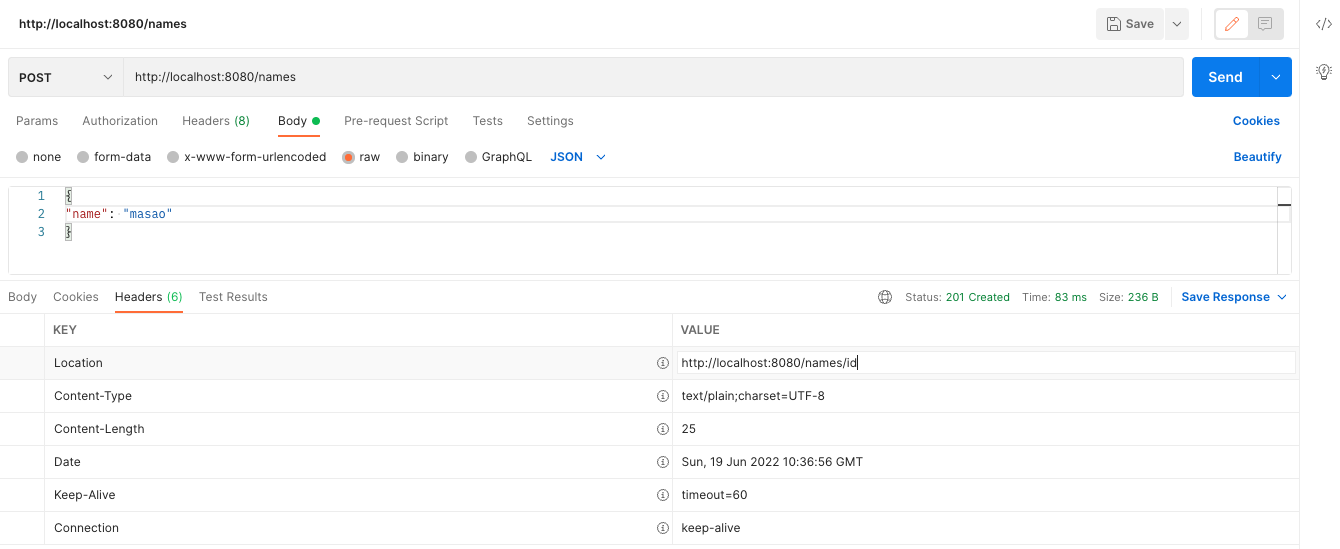 http://localhost:8080/names Save
POST http://localhost:8080/names Send
Params Authorization Headers (8) Body Pre-request Script Tests Settings Cookies
none form-data x-www-form-urlencoded raw binary GraphQL JSON Beautify
1 {
2 "name": "masao"
3 }
Body Cookies Headers (6) Test Results Status: 201 Created Time: 83 ms Size: 236 B Save Response
KEY VALUE
Location http://localhost:8080/names/id
Content-Type text/plain;charset=UTF-8
Content-Length 25
Date Sun, 19 Jun 2022 10:36:56 GMT
Keep-Alive timeout=60
Connection keep-alive